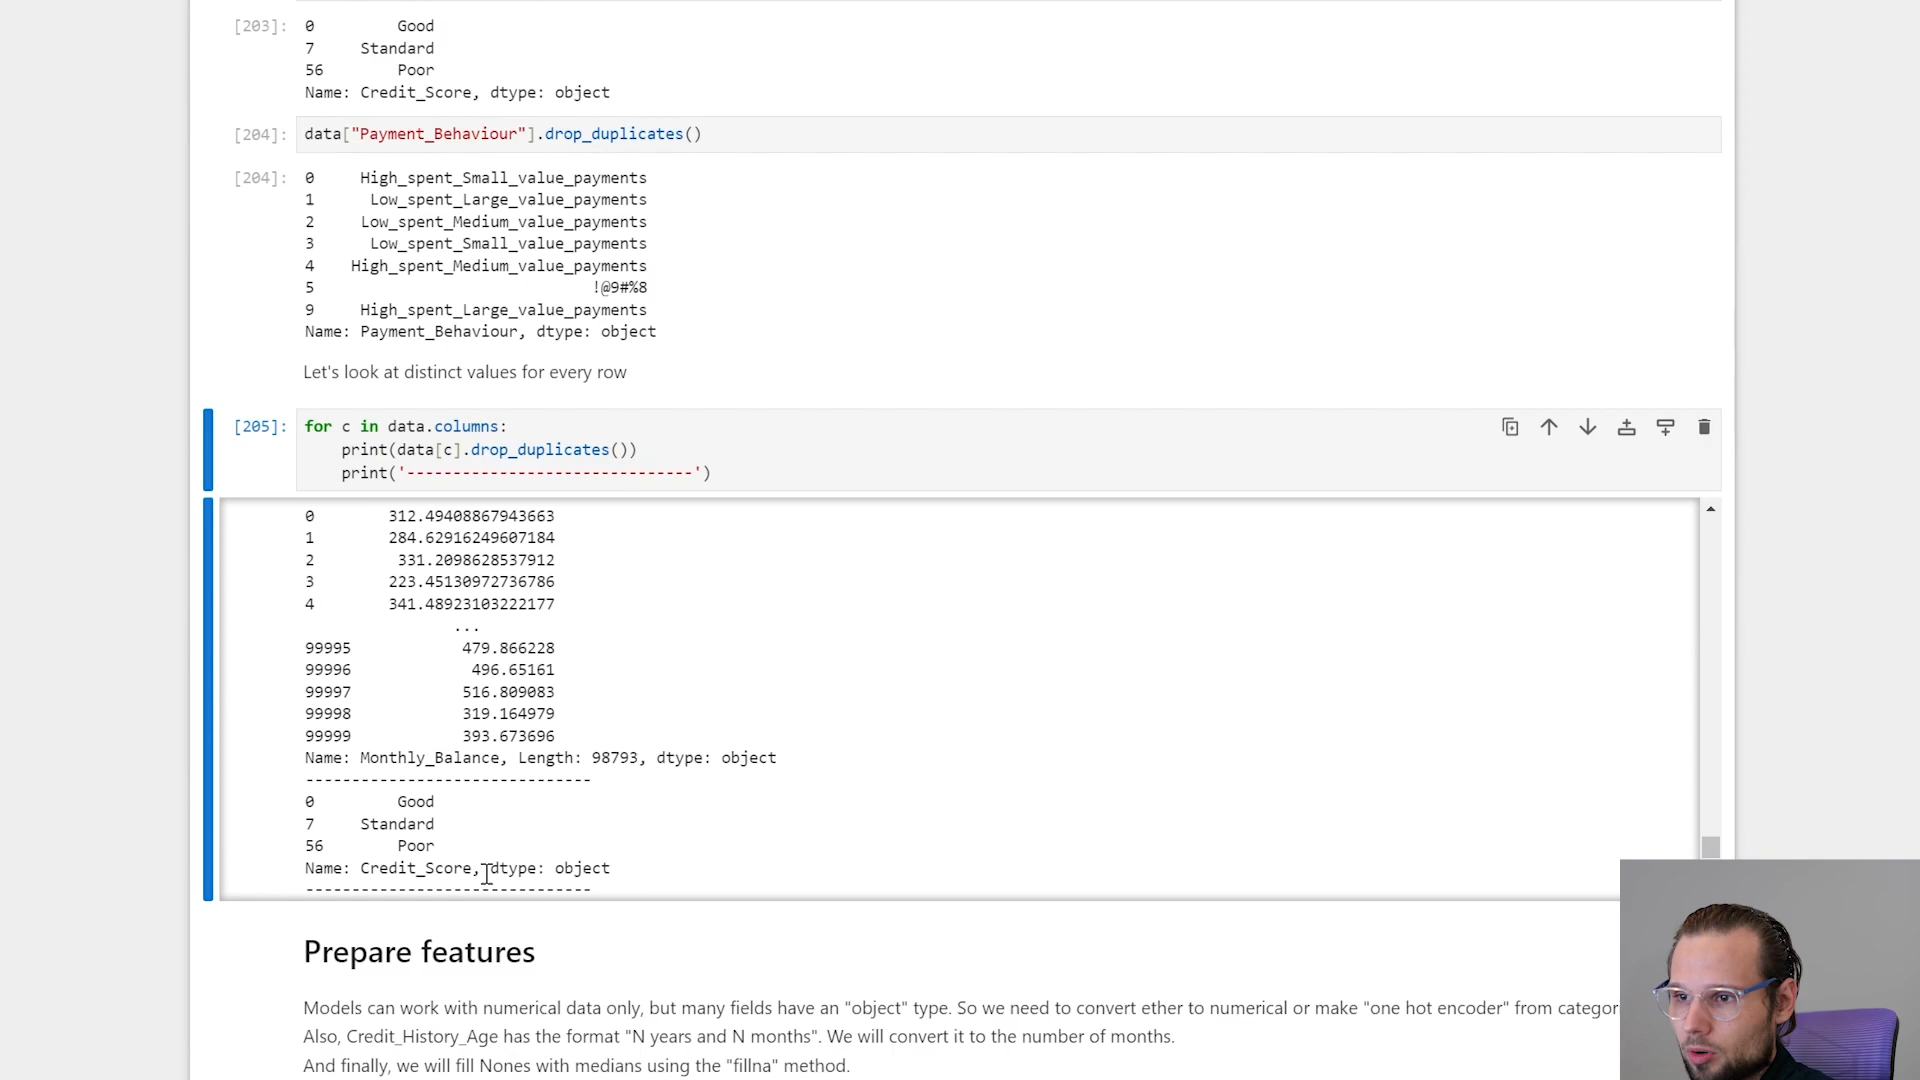 [203]: 0 Good
7 Standard
56 Poor
Name: Credit_Score, dtype: object
[204]: data["Payment_Behaviour"].drop_duplicates()
[204]: 0 High_spent_Small_value_payments
1 Low_spent_Large_value_payments
2 Low_spent_Medium_value_payments
3 Low_spent_Small_value_payments
4 High_spent_Medium_value_payments
5 !@9#%8
9 High_spent_Large_value_payments
Name: Payment_Behaviour, dtype: object
Let's look at distinct values for every row
[205]: for c in data.columns:
print(data[c].drop_duplicates())
print('-------------------------------')
0 312.49408867943663
1 284.62916249607184
2 331.2098628537912
3 223.45130972736786
4 341.48923103222177
...
99995 479.866228
99996 496.65161
99997 516.809083
99998 319.164979
99999 393.673696
Name: Monthly_Balance, Length: 98793, dtype: object
-------------------------------
0 Good
7 Standard
56 Poor
Name: Credit_Score, dtype: object
-------------------------------
Prepare features
Models can work with numerical data only, but many fields have an "object" type. So we need to convert ether to numerical or make "one hot encoder" from categor
Also, Credit_History_Age has the format "N years and N months". We will convert it to the number of months.
And finally, we will fill Nones with medians using the "fillna" method.